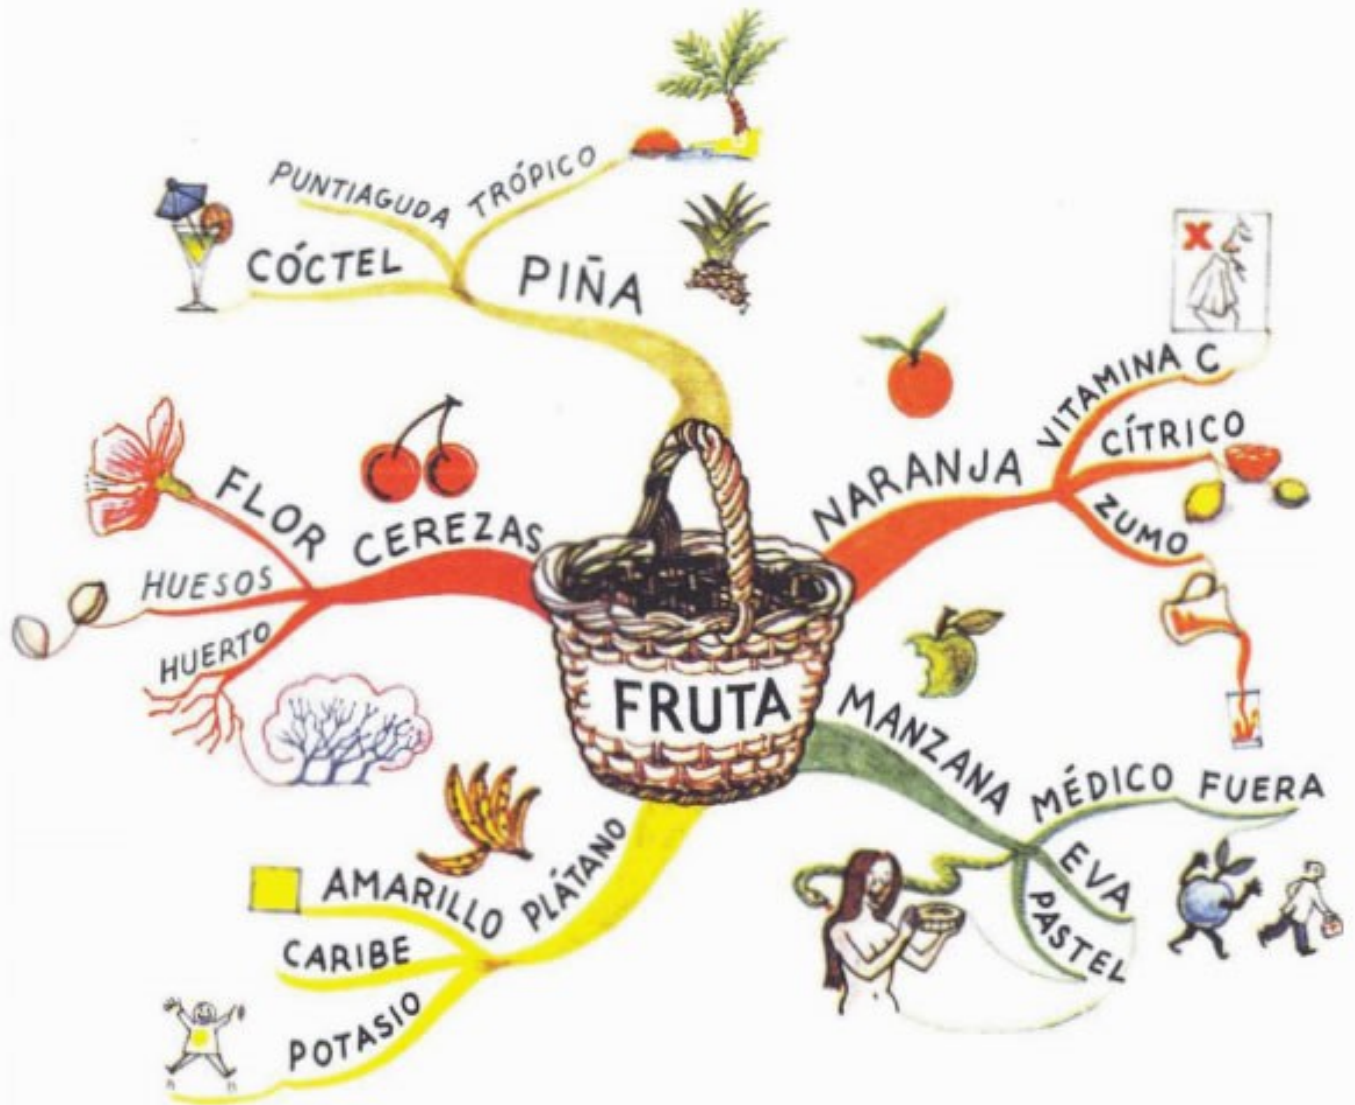 PUNTIAGUDA
TRÓPICO
CÓCTEL
PIÑA
VITAMINA C
CÍTRICO
ZUMO
NARANJA
FLOR
CEREZAS
HUESOS
HUERTO
FRUTA
MANZANA
MÉDICO FUERA
EVA
PASTEL
AMARILLO
PLÁTANO
CARIBE
POTASIO